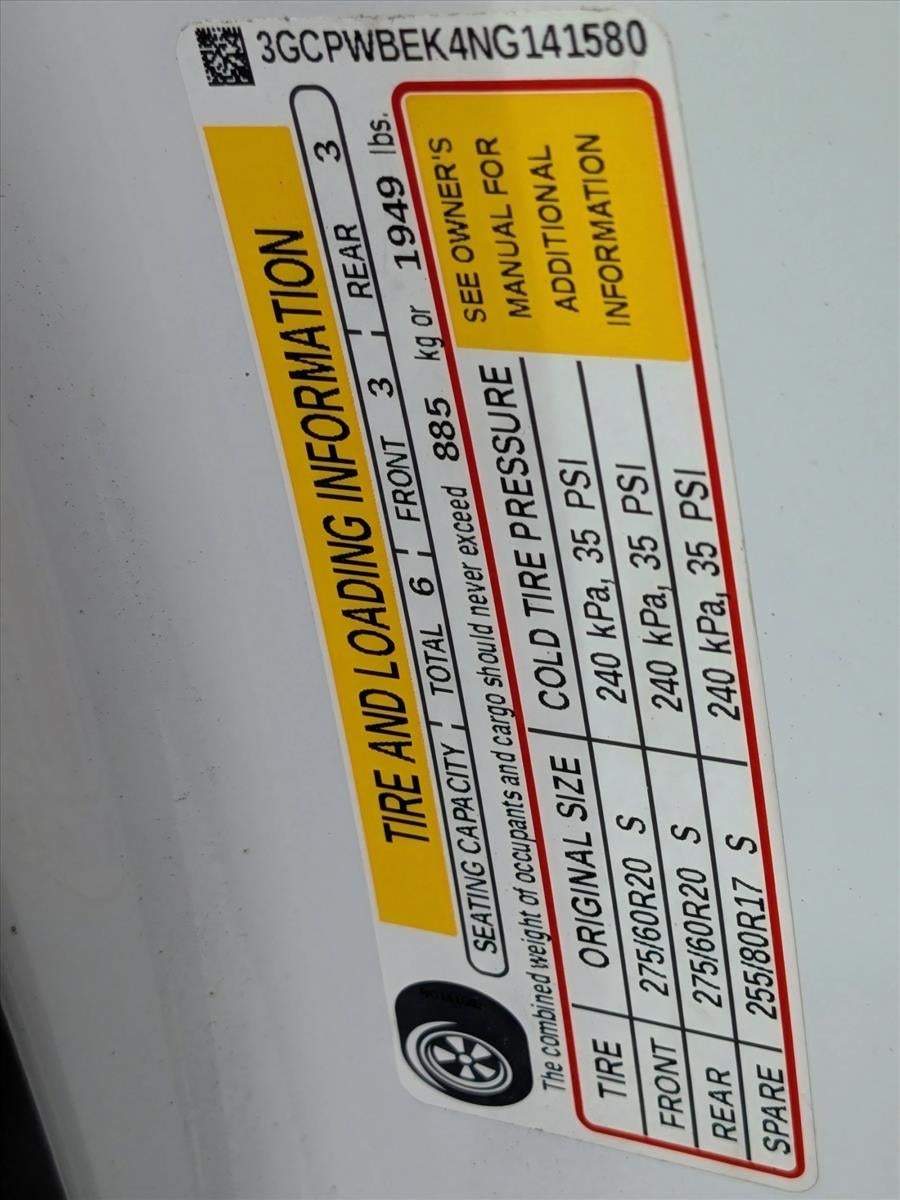 3GCPWBEK4NG141580
TIRE AND LOADING INFORMATION
SEATING CAPACITY TOTAL 6 FRONT 3 REAR 3
The combined weight of occupants and cargo should never exceed 885 kg or 1949 lbs.
TIRE ORIGINAL SIZE COLD TIRE PRESSURE
FRONT 275/60R20 S 240 kPa, 35 PSI
REAR 275/60R20 S 240 kPa, 35 PSI
SPARE 255/80R17 S 240 kPa, 35 PSI
SEE OWNER'S
MANUAL FOR
ADDITIONAL
INFORMATION